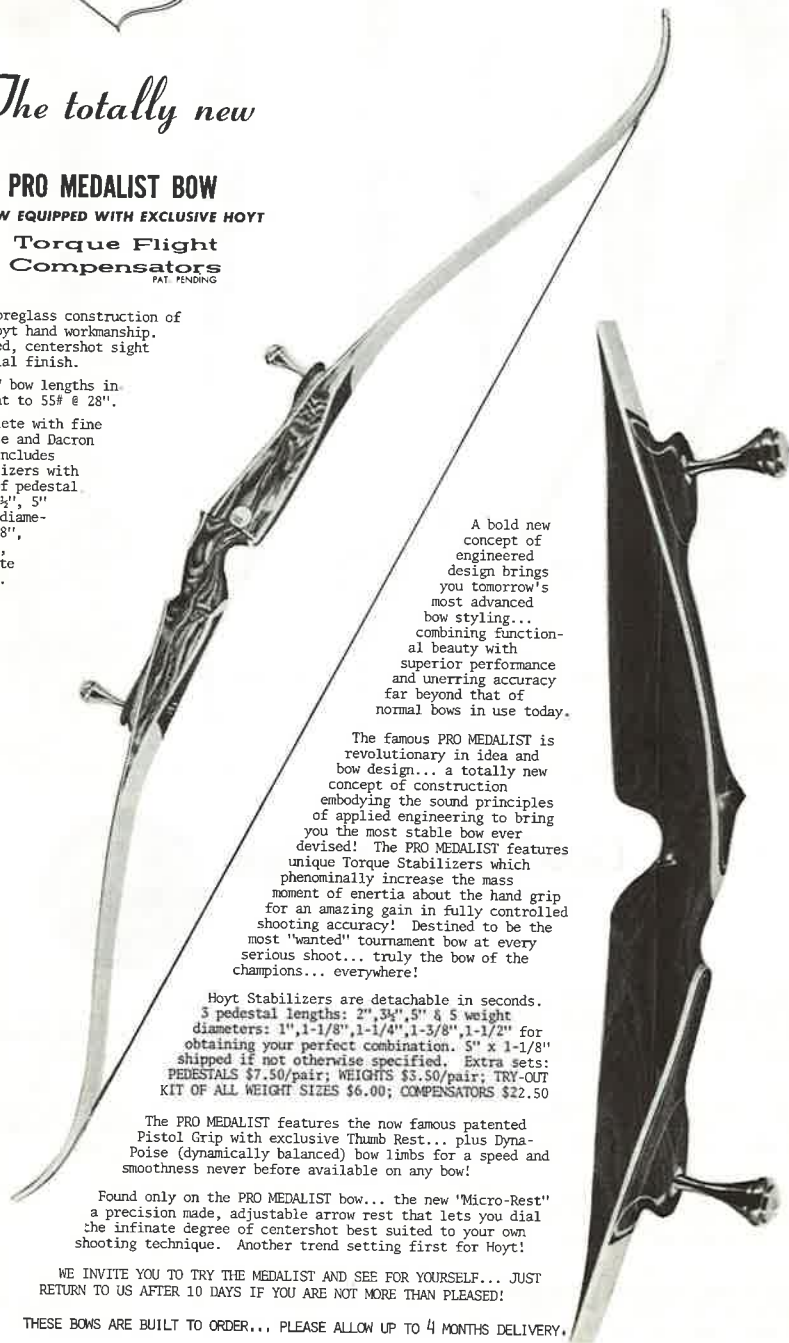 The totally new
PRO MEDALIST BOW
EQUIPPED WITH EXCLUSIVE HOYT
Torque Flight
Compensators
PAT. PENDING
construction of
hand workmanship.
centershot sight
finish.
bow lengths in
to 55# @ 28".
with fine
and Dacron
with
pedestal
5"
A bold new
concept of
engineered
design brings
you tomorrow's
most advanced
bow styling...
combining function-
al beauty with
superior performance
and unerring accuracy
far beyond that of
normal bows in use today.
The famous PRO MEDALIST is
revolutionary in idea and
bow design... a totally new
concept of construction
embodying the sound principles
of applied engineering to bring
you the most stable bow ever
devised! The PRO MEDALIST features
unique Torque Stabilizers which
phenominally increase the mass
moment of enertia about the hand grip
for an amazing gain in fully controlled
shooting accuracy! Destined to be the
most "wanted" tournament bow at every
serious shoot... truly the bow of the
champions... everywhere!
Hoyt Stabilizers are detachable in seconds.
3 pedestal lengths: 2",3½",5" & 5 weight
diameters: 1",1-1/8",1-1/4",1-3/8",1-1/2" for
obtaining your perfect combination. 5" x 1-1/8"
shipped if not otherwise specified. Extra sets:
PEDESTALS $7.50/pair; WEIGHTS $3.50/pair; TRY-OUT
KIT OF ALL WEIGHT SIZES $6.00; COMPENSATORS $22.50
The PRO MEDALIST features the now famous patented
Pistol Grip with exclusive Thumb Rest... plus Dyna-
Poise (dynamically balanced) bow limbs for a speed and
smoothness never before available on any bow!
Found only on the PRO MEDALIST bow... the new "Micro-Rest"
a precision made, adjustable arrow rest that lets you dial
the infinate degree of centershot best suited to your own
shooting technique. Another trend setting first for Hoyt!
WE INVITE YOU TO TRY THE MEDALIST AND SEE FOR YOURSELF... JUST
RETURN TO US AFTER 10 DAYS IF YOU ARE NOT MORE THAN PLEASED!
THESE BOWS ARE BUILT TO ORDER... PLEASE ALLOW UP TO 4 MONTHS DELIVERY.